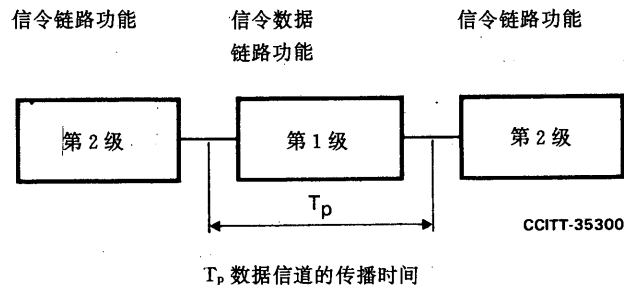 信令链路功能
信令数据
链路功能
信令链路功能
第2级
第1级
第2级
Tp
CCITT-35300
Tp 数据信道的传播时间